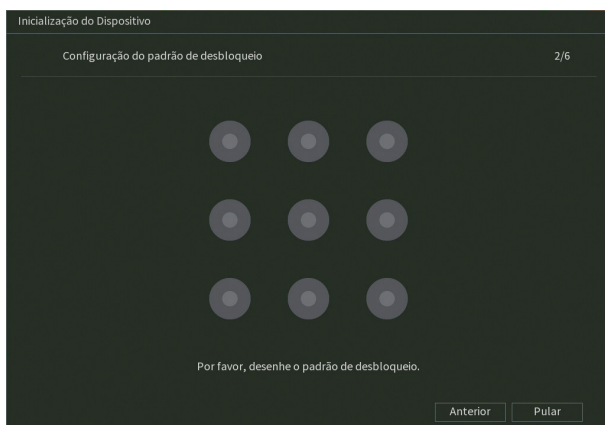 Inicialização do Dispositivo
Configuração do padrão de desbloqueio 2/6
Por favor, desenhe o padrão de desbloqueio.
Anterior Pular